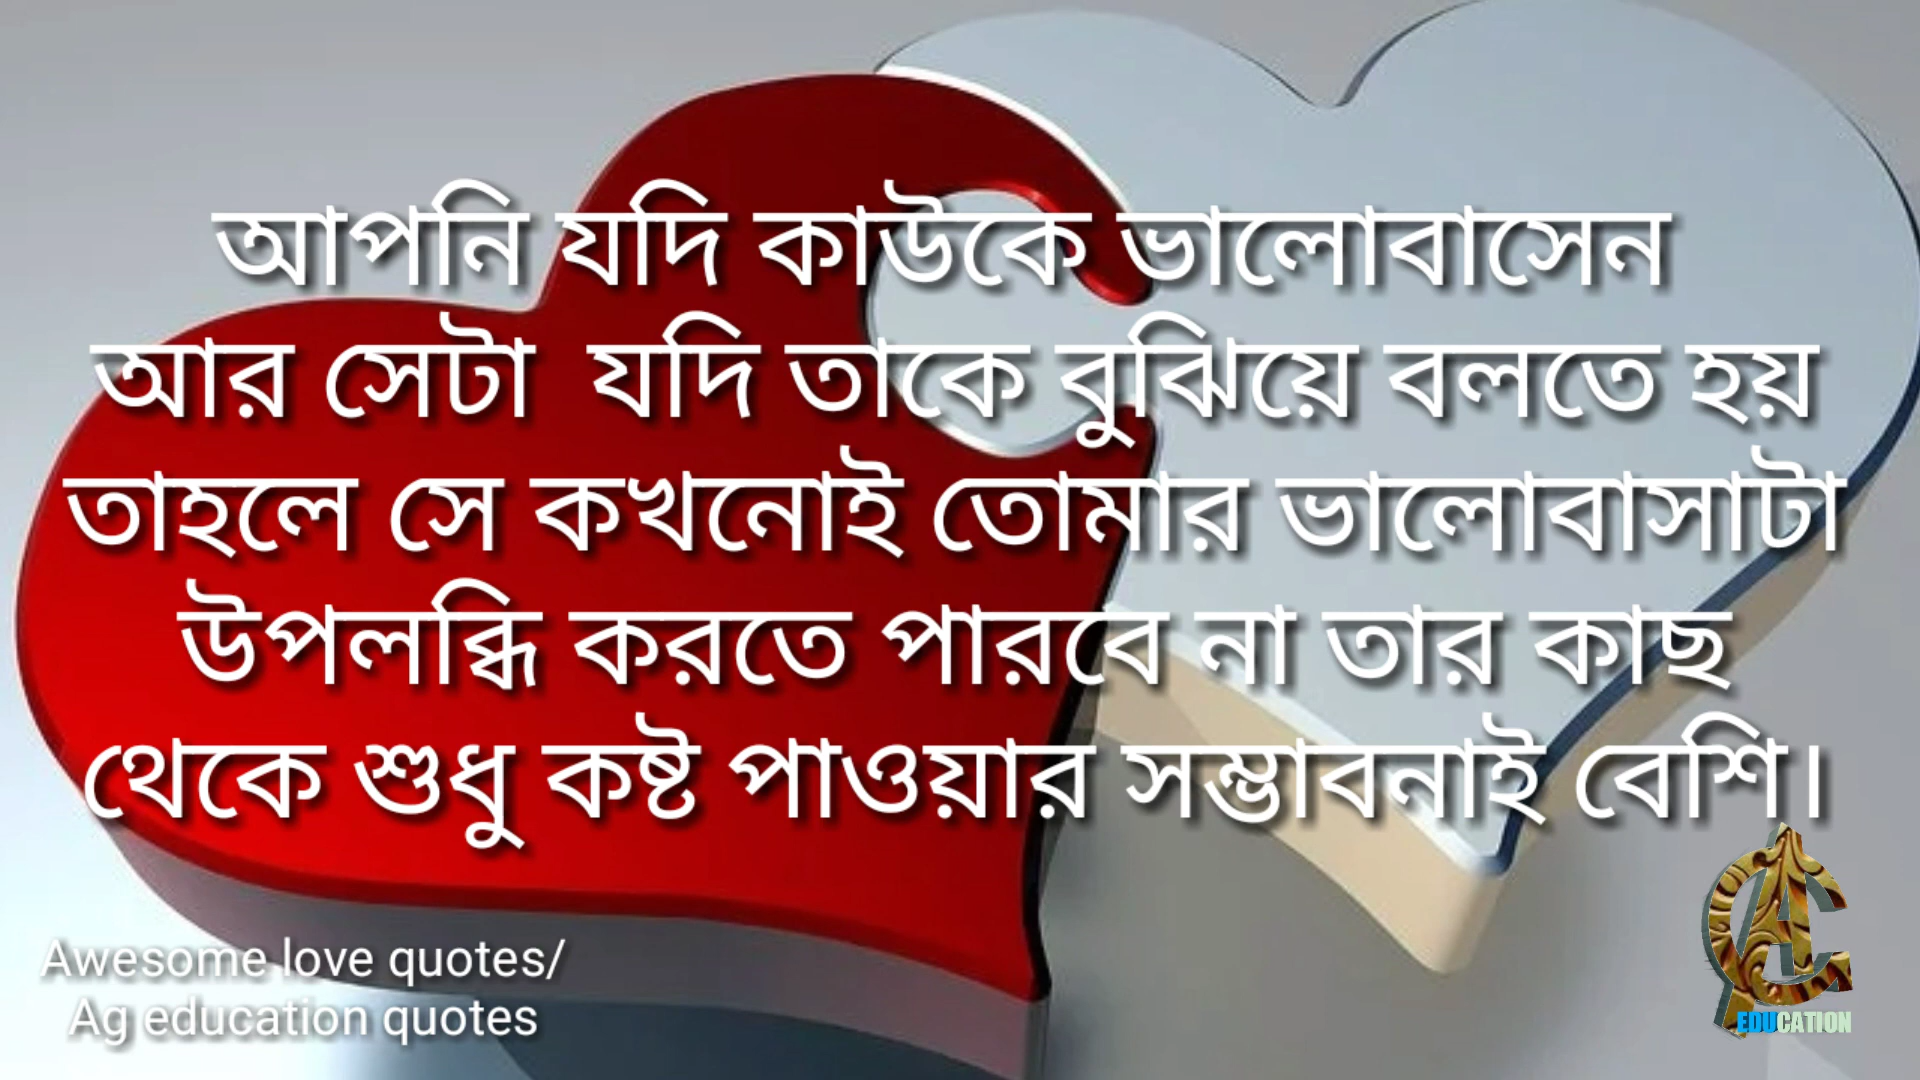 আপনি যদি কাউকে ভালোবাসেন
আর সেটা যদি তাকে বুঝিয়ে বলতে হয়
তাহলে সে কখনোই তোমার ভালোবাসাটা
উপলব্ধি করতে পারবে না তার কাছ
থেকে শুধু কষ্ট পাওয়ার সম্ভাবনাই বেশি।
Awesome love quotes/
Ag education quotes
EDUCATION